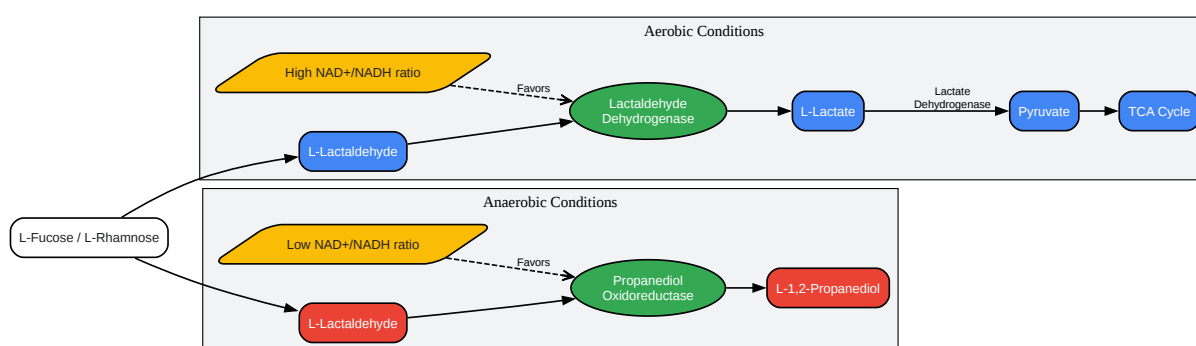 Aerobic Conditions
High NAD+/NADH ratio
Favors
Lactaldehyde
Dehydrogenase
L-Lactate
Lactate
Dehydrogenase
Pyruvate
TCA Cycle
L-Lactaldehyde
L-Fucose / L-Rhamnose
Anaerobic Conditions
Low NAD+/NADH ratio
Favors
Propanediol
Oxidoreductase
L-1,2-Propanediol
L-Lactaldehyde